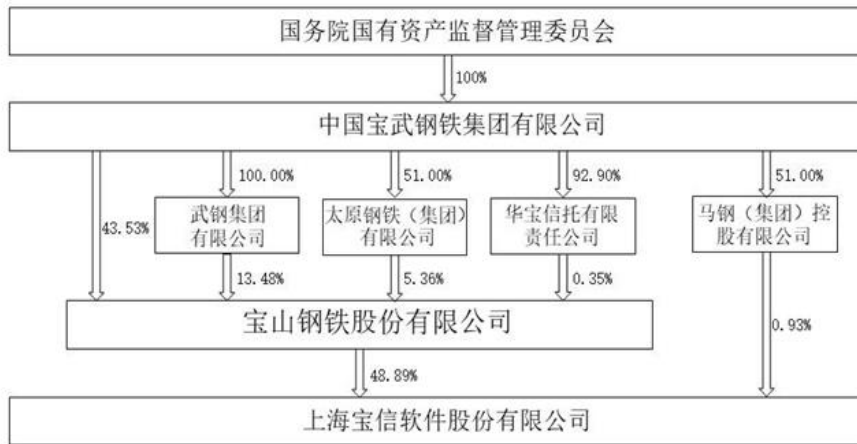 国务院国有资产监督管理委员会
100%
中国宝武钢铁集团有限公司
100.00%
51.00%
92.90%
51.00%
43.53%
武钢集团
有限公司
太原钢铁（集团）
有限公司
华宝信托有限
责任公司
马钢（集团）控
股有限公司
13.48%
5.36%
0.35%
宝山钢铁股份有限公司
0.93%
48.89%
上海宝信软件股份有限公司